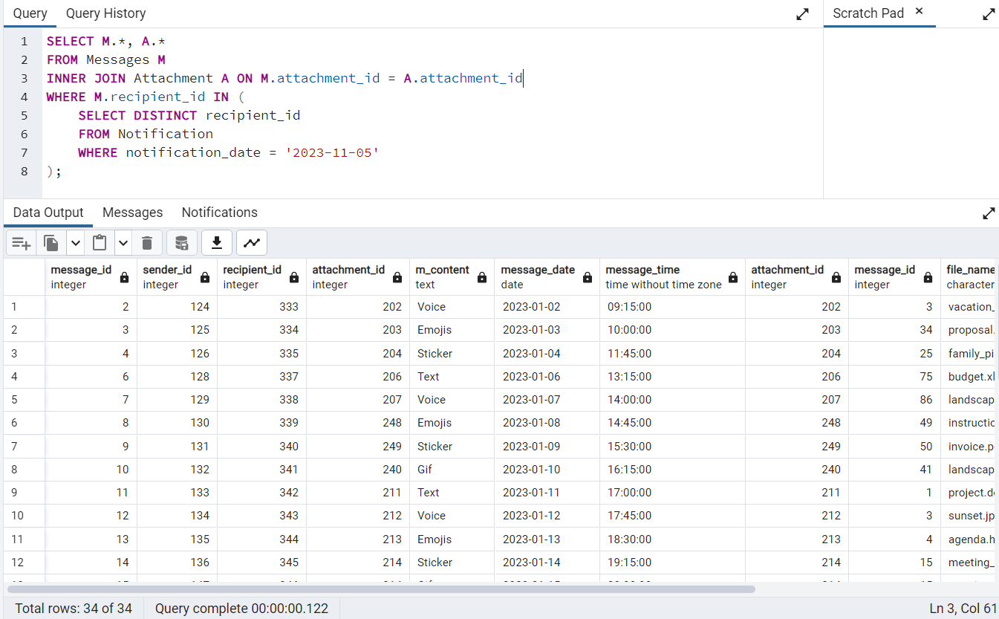 Query Query History Scratch Pad ×
1 SELECT M.*, A.*
2 FROM Messages M
3 INNER JOIN Attachment A ON M.attachment_id = A.attachment_id
4 WHERE M.recipient_id IN (
5 SELECT DISTINCT recipient_id
6 FROM Notification
7 WHERE notification_date = '2023-11-05'
8 );
Data Output Messages Notifications
message_id sender_id recipient_id attachment_id m_content message_date message_time attachment_id message_id file_name
integer integer integer integer text date time without time zone integer integer character
1 2 124 333 202 Voice 2023-01-02 09:15:00 202 3 vacation_
2 3 125 334 203 Emojis 2023-01-03 10:00:00 203 34 proposal.
3 4 126 335 204 Sticker 2023-01-04 11:45:00 204 25 family_pi
4 6 128 337 206 Text 2023-01-06 13:15:00 206 75 budget.xl
5 7 129 338 207 Voice 2023-01-07 14:00:00 207 86 landscap
6 8 130 339 248 Emojis 2023-01-08 14:45:00 248 49 instructic
7 9 131 340 249 Sticker 2023-01-09 15:30:00 249 50 invoice.p
8 10 132 341 240 Gif 2023-01-10 16:15:00 240 41 landscap
9 11 133 342 211 Text 2023-01-11 17:00:00 211 1 project.d
10 12 134 343 212 Voice 2023-01-12 17:45:00 212 3 sunset.jp
11 13 135 344 213 Emojis 2023-01-13 18:30:00 213 4 agenda.h
12 14 136 345 214 Sticker 2023-01-14 19:15:00 214 15 meeting_
Total rows: 34 of 34 Query complete 00:00:00.122 Ln 3, Col 61